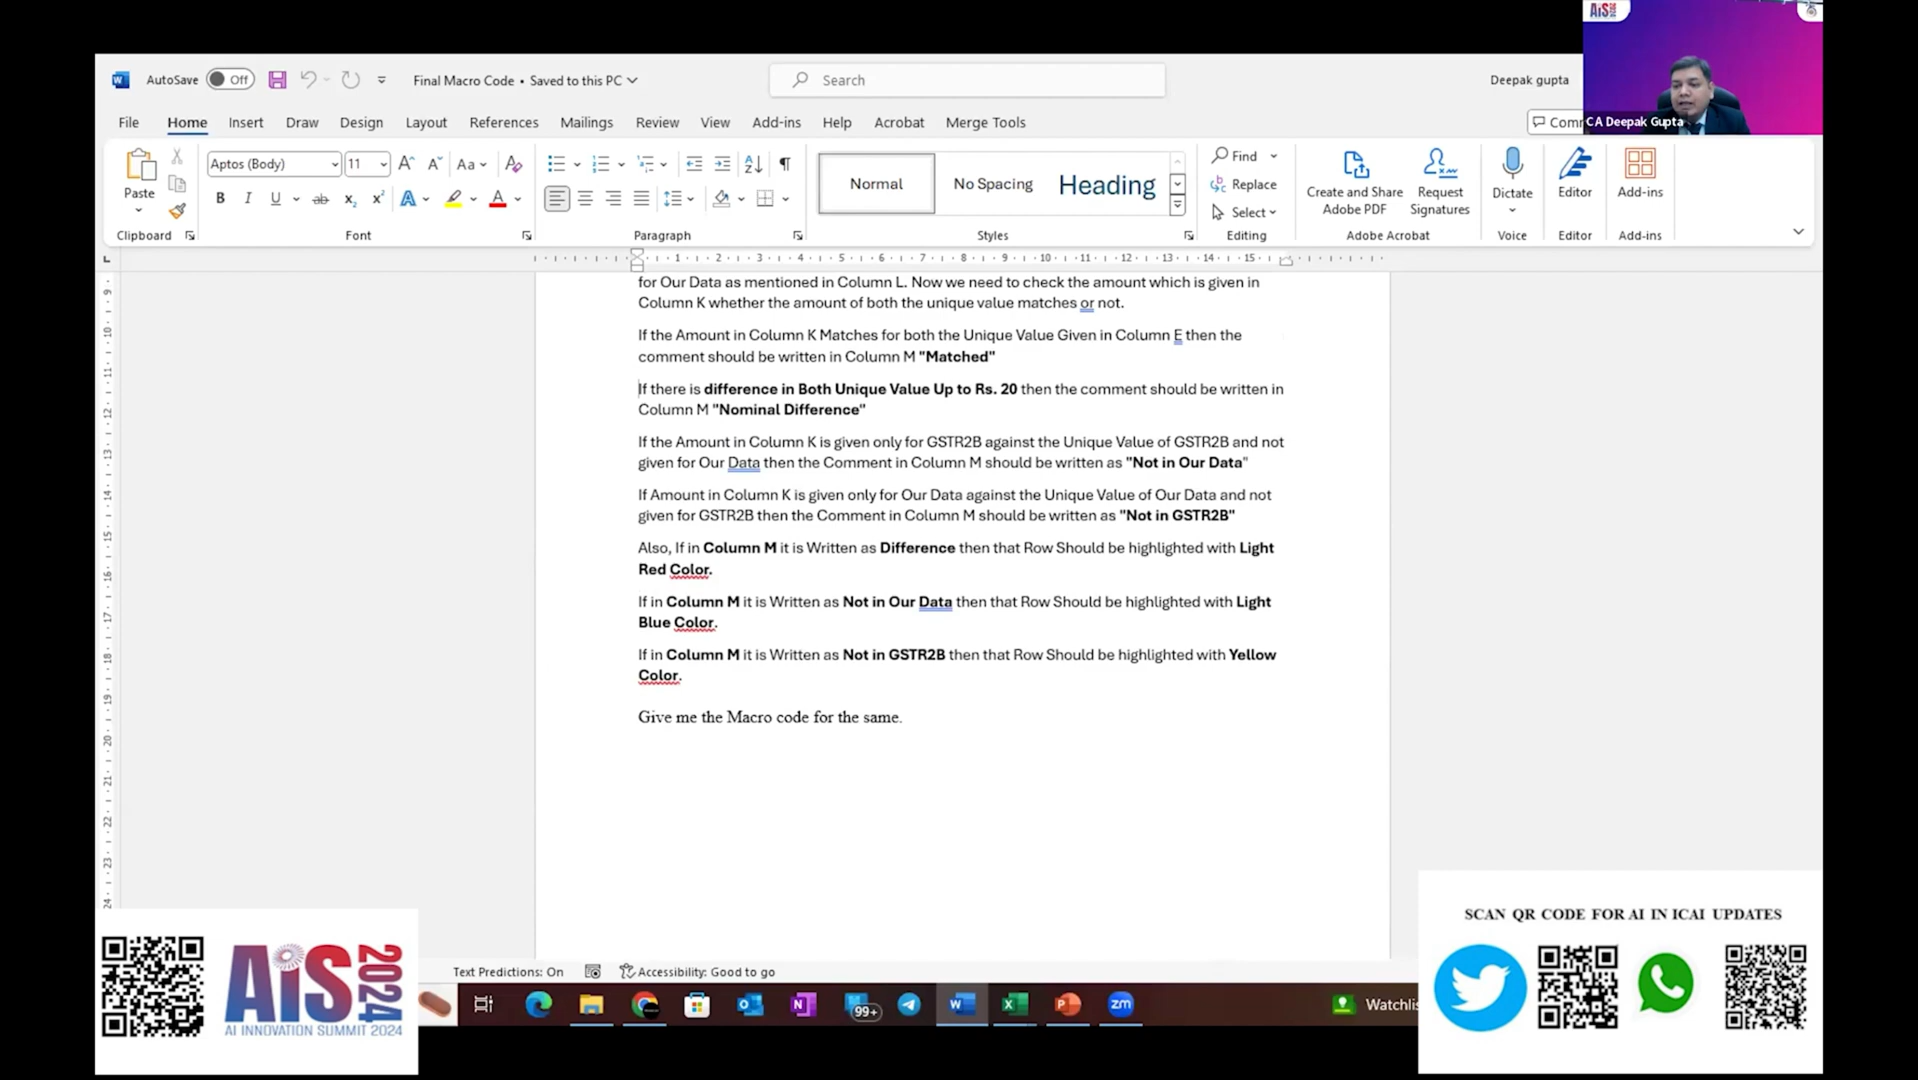 AiS
AutoSave Off Final Macro Code • Saved to this PC Search Deepak gupta
C A Deepak Gupta
File Home Insert Draw Design Layout References Mailings Review View Add-ins Help Acrobat Merge Tools
Paste
Aptos (Body) 11
Normal No Spacing Heading
Find
Replace
Select
Create and Share Adobe PDF
Request Signatures
Dictate
Editor
Add-ins
Clipboard Font Paragraph Styles Editing Adobe Acrobat Voice Editor Add-ins
for Our Data as mentioned in Column L. Now we need to check the amount which is given in
Column K whether the amount of both the unique value matches or not.
If the Amount in Column K Matches for both the Unique Value Given in Column E then the
comment should be written in Column M "Matched"
If there is difference in Both Unique Value Up to Rs. 20 then the comment should be written in
Column M "Nominal Difference"
If the Amount in Column K is given only for GSTR2B against the Unique Value of GSTR2B and not
given for Our Data then the Comment in Column M should be written as "Not in Our Data"
If Amount in Column K is given only for Our Data against the Unique Value of Our Data and not
given for GSTR2B then the Comment in Column M should be written as "Not in GSTR2B"
Also, If in Column M it is Written as Difference then that Row Should be highlighted with Light
Red Color.
If in Column M it is Written as Not in Our Data then that Row Should be highlighted with Light
Blue Color.
If in Column M it is Written as Not in GSTR2B then that Row Should be highlighted with Yellow
Color.
Give me the Macro code for the same.
Text Predictions: On Accessibility: Good to go
99+
zm
AiS 2024
AI INNOVATION SUMMIT 2024
SCAN QR CODE FOR AI IN ICAI UPDATES